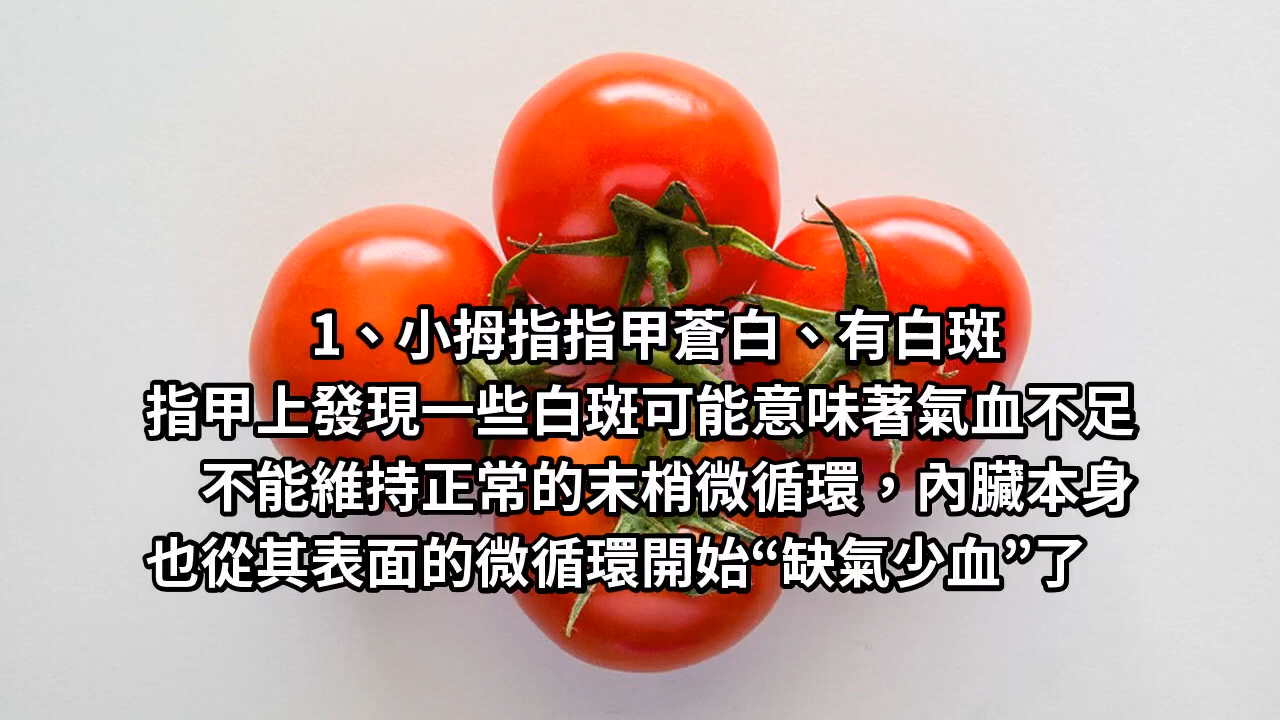 1、小拇指指甲蒼白、有白斑
指甲上發現一些白斑可能意味著氣血不足
不能維持正常的末梢微循環，內臟本身
也從其表面的微循環開始“缺氣少血”了